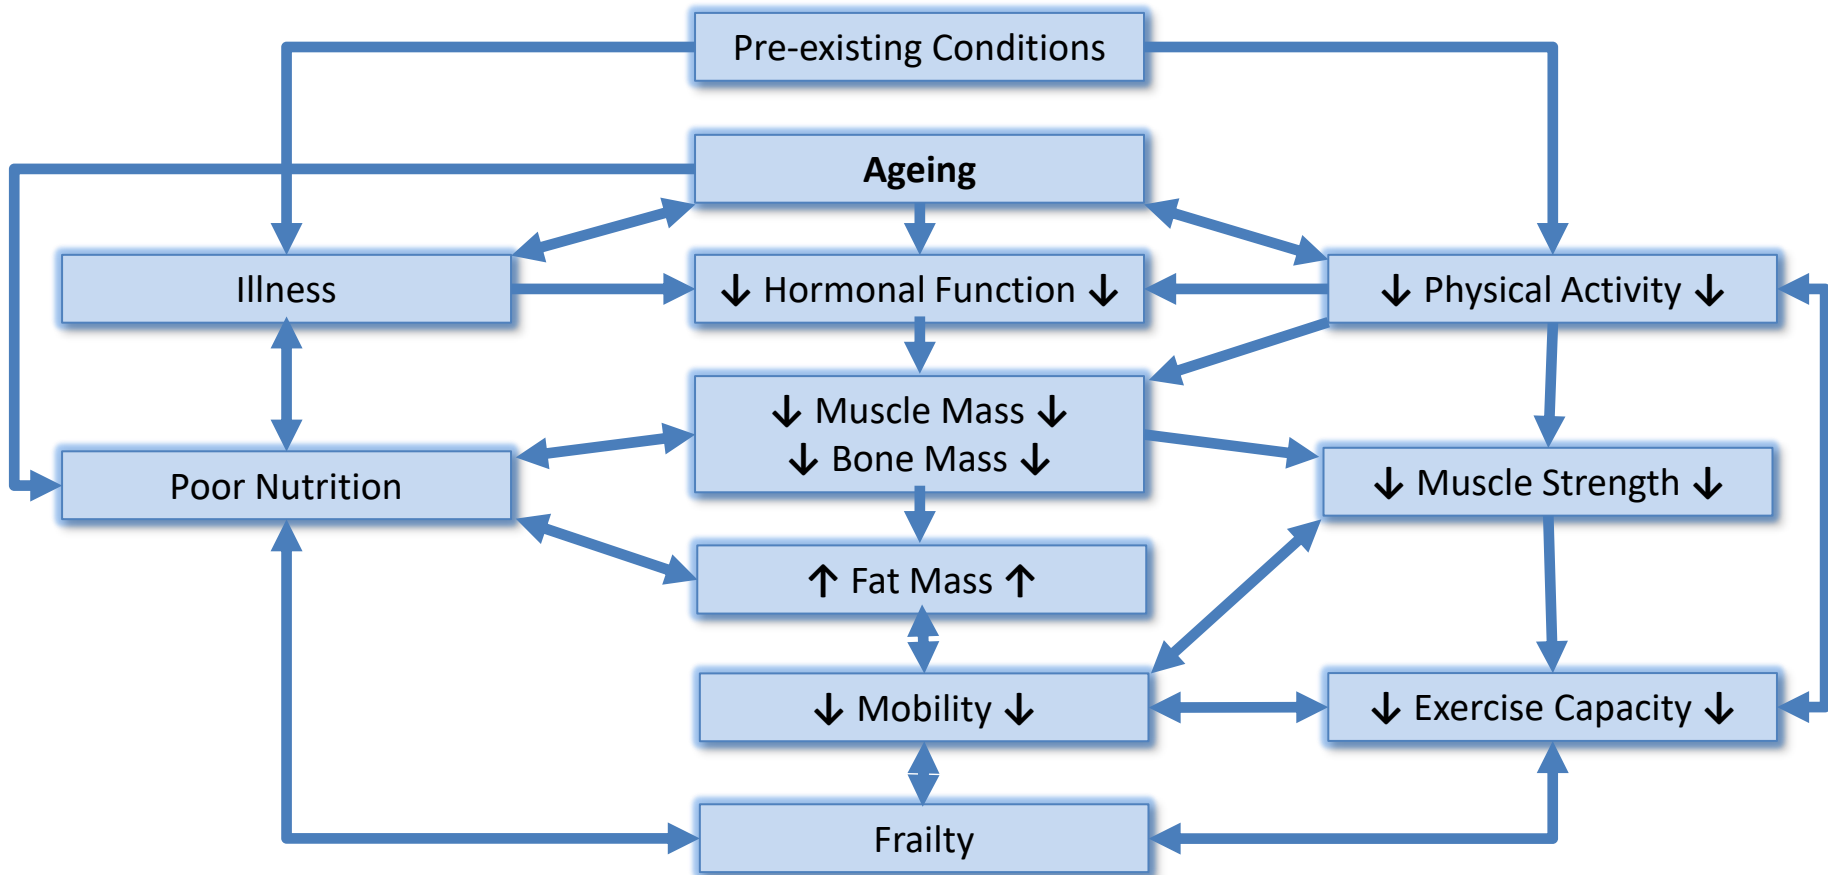 Pre-existing Conditions
Ageing
Illness
↓ Hormonal Function ↓
↓ Physical Activity ↓
↓ Muscle Mass ↓
↓ Bone Mass ↓
Poor Nutrition
↓ Muscle Strength ↓
↑ Fat Mass ↑
↓ Mobility ↓
↓ Exercise Capacity ↓
Frailty